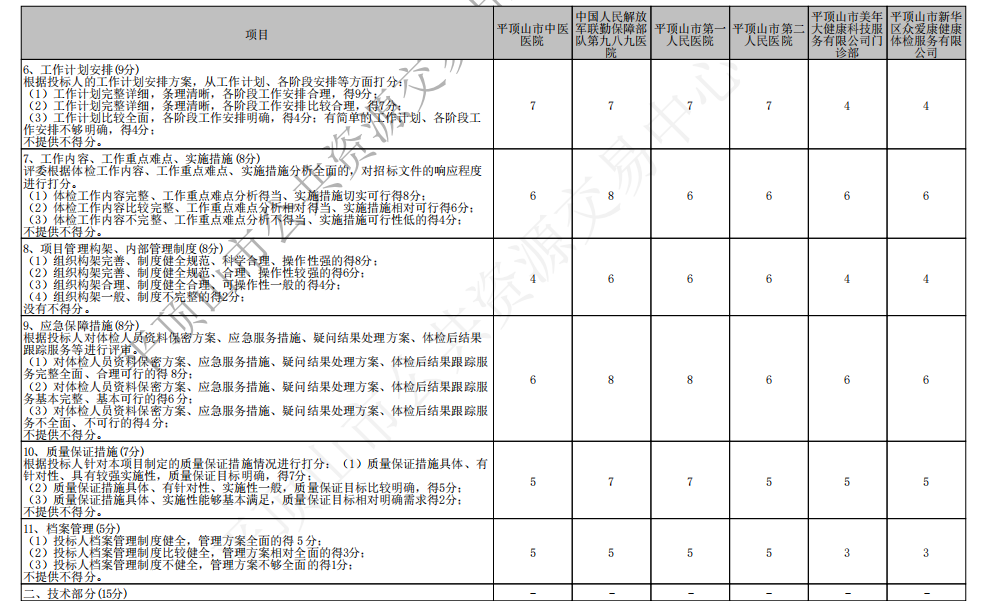 项目
平顶山市中医
医院
中国人民解放
军联勤保障部
队第九八九医
院
平顶山市第一
人民医院
平顶山市第二
人民医院
平顶山市美年
大健康科技服
务有限公司门
诊部
平顶山市新华
区众爱康健康
体检服务有限
公司
6、工作计划安排(9分)
根据投标人的工作计划安排方案，从工作计划、各阶段安排等方面打分：
（1）工作计划完整详细，条理清晰，各阶段工作安排合理，得9分；
（2）工作计划完整详细，条理清晰，各阶段工作安排比较合理，得7分；
（3）工作计划比较全面，各阶段工作安排明确，得4分；有简单的工作计划、各阶段工
作安排不够明确，得4分；
不提供不得分。
7 7 7 7 4 4
7、工作内容、工作重点难点、实施措施(8分)
评委根据体检工作内容、工作重点难点、实施措施分析全面的，对招标文件的响应程度
进行打分。
（1）体检工作内容完整、工作重点难点分析得当、实施措施切实可行得8分；
（2）体检工作内容比较完整、工作重点难点分析相对得当、实施措施相对可行得6分；
（3）体检工作内容不完整、工作重点难点分析不得当、实施措施可行性低的得4分；
不提供不得分。
6 8 6 6 6 6
8、项目管理构架、内部管理制度(8分)
（1）组织构架完善、制度健全规范、科学合理、操作性强的得8分；
（2）组织构架完善、制度健全规范、合理、操作性较强的得6分；
（3）组织构架合理、制度健全合理、可操作性一般的得4分；
（4）组织构架一般、制度不完整的得2分；
没有不得分。
4 6 6 6 4 4
9、应急保障措施(8分)
根据投标人对体检人员资料保密方案、应急服务措施、疑问结果处理方案、体检后结果
跟踪服务等进行评审。
（1）对体检人员资料保密方案、应急服务措施、疑问结果处理方案、体检后结果跟踪服
务完整全面、合理可行的得 8分；
（2）对体检人员资料保密方案、应急服务措施、疑问结果处理方案、体检后结果跟踪服
务基本完整、基本可行的得6 分；
（3）对体检人员资料保密方案、应急服务措施、疑问结果处理方案、体检后结果跟踪服
务不全面、不可行的得4 分；
不提供不得分。
6 8 8 6 6 6
10、质量保证措施(7分)
根据投标人针对本项目制定的质量保证措施情况进行打分：（1）质量保证措施具体、有
针对性、具有较强实施性，质量保证目标明确，得7分；
（2）质量保证措施具体、有针对性、实施性一般，质量保证目标比较明确，得5分；
（3）质量保证措施具体、实施性能够基本满足，质量保证目标相对明确需求得2分；
不提供不得分。
5 7 7 5 5 5
11、档案管理(5分)
（1）投标人档案管理制度健全，管理方案全面的得 5 分；
（2）投标人档案管理制度比较健全，管理方案相对全面的得3分；
（3）投标人档案管理制度不健全，管理方案不够全面的得1分；
不提供不得分。
5 5 5 5 3 3
二、技术部分(15分)
– – – – – –
平顶山市公共资源交易中心
平顶山市公共资源交易中心